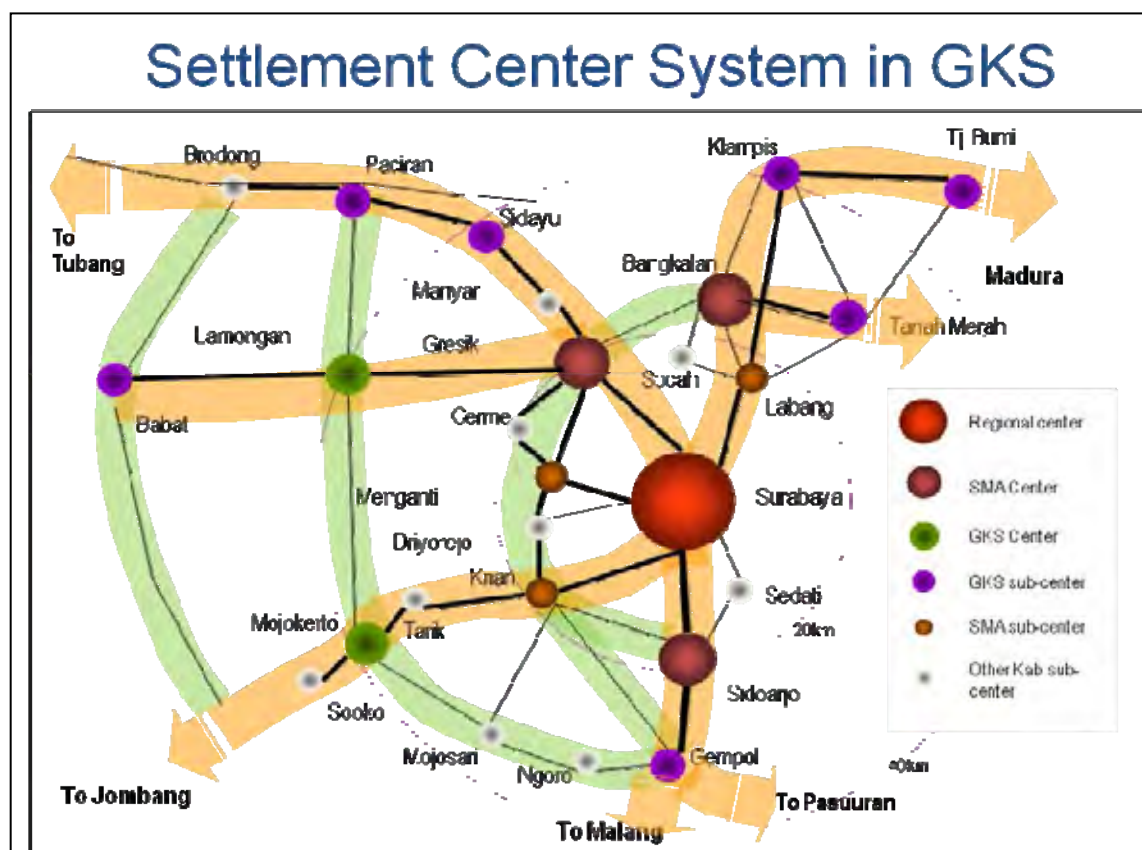 Settlement Center System in GKS
Brodong
Paciran
Klampis
Tj Bumi
Sidayu
To
Tubang
Bangkalan
Madura
Manyar
Lamongan
Gresik
Tanah Merah
Socah
Labang
Babat
Cerme
Regional center
SMA Center
Menganti
Surabaya
GKS Center
Driyorejo
Krian
GKS sub-center
Sedati
Mojokerto
Tarik
20km
SMA sub-center
Other Kab sub-
center
Sidoarjo
Sooko
Mojosari
Gempol
Ngoro
40km
To Jombang
To Pasuuran
To Malang